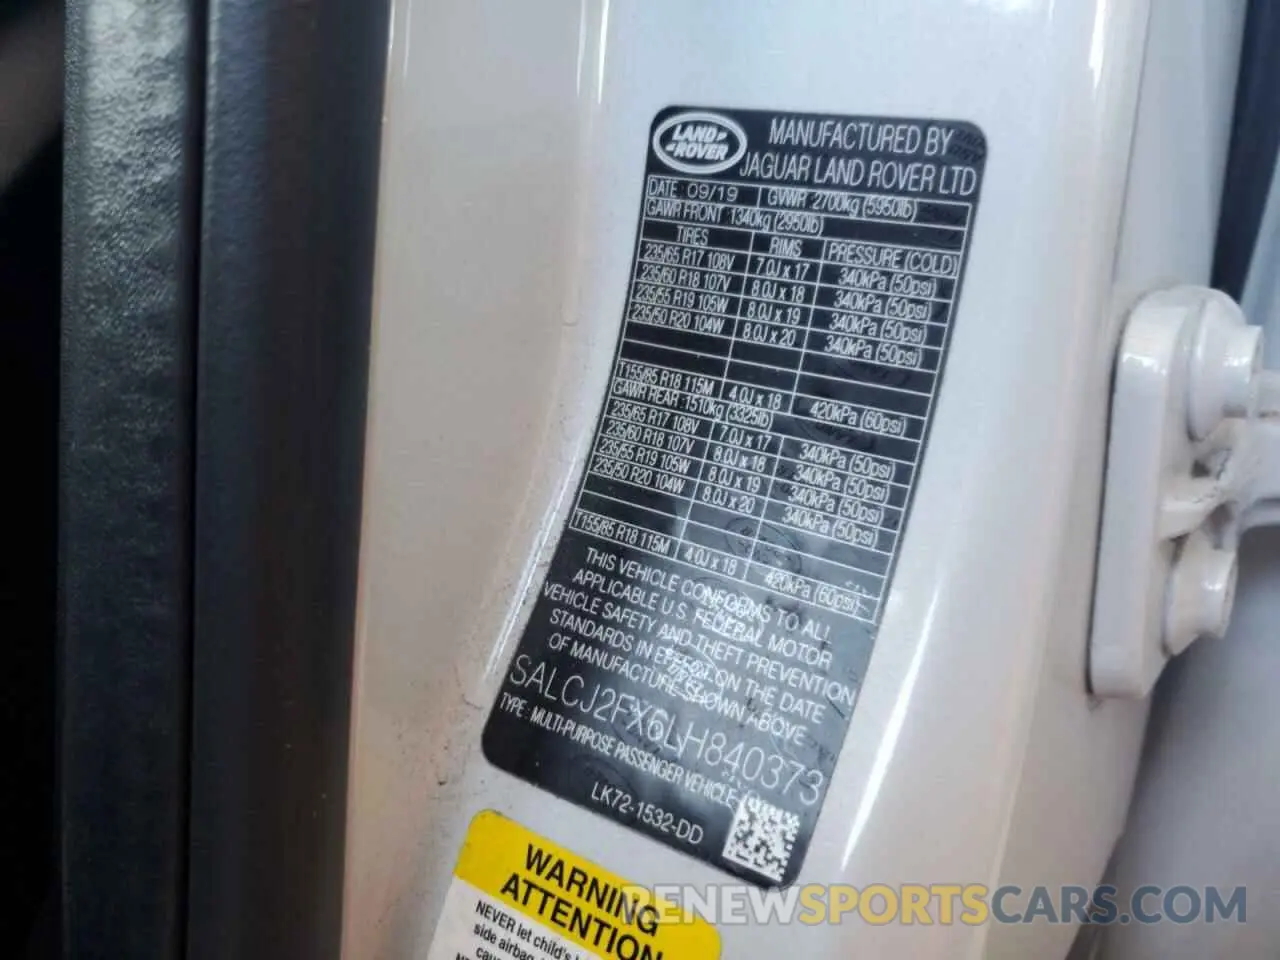 LAND ROVER
MANUFACTURED BY
JAGUAR LAND ROVER LTD
DATE: 09/19 GVWR 2700kg (5950lb)
GAWR FRONT 1340kg (2950lb)
TIRES RIMS PRESSURE (COLD)
235/65 R17 108V 7.0J x 17 340kPa (50psi)
235/60 R18 107V 8.0J x 18 340kPa (50psi)
235/55 R19 105W 8.0J x 19 340kPa (50psi)
235/50 R20 104W 8.0J x 20 340kPa (50psi)
T155/85 R18 115M 4.0J x 18 420kPa (60psi)
GAWR REAR :1510kg (3325lb)
235/65 R17 108V 7.0J x 17 340kPa (50psi)
235/60 R18 107V 8.0J x 18 340kPa (50psi)
235/55 R19 105W 8.0J x 19 340kPa (50psi)
235/50 R20 104W 8.0J x 20 340kPa (50psi)
T155/85 R18 115M 4.0J x 18 420kPa (60psi)
THIS VEHICLE CONFORMS TO ALL
APPLICABLE U.S. FEDERAL MOTOR
VEHICLE SAFETY AND THEFT PREVENTION
STANDARDS IN EFFECT ON THE DATE
OF MANUFACTURE SHOWN ABOVE
SALCJ2FX6LH840373
TYPE : MULTI-PURPOSE PASSENGER VEHICLE
LK72-1532-DD
WARNING
ATTENTION
NEVER let child's
side airbag
RENEWSPORTSCARS.COM